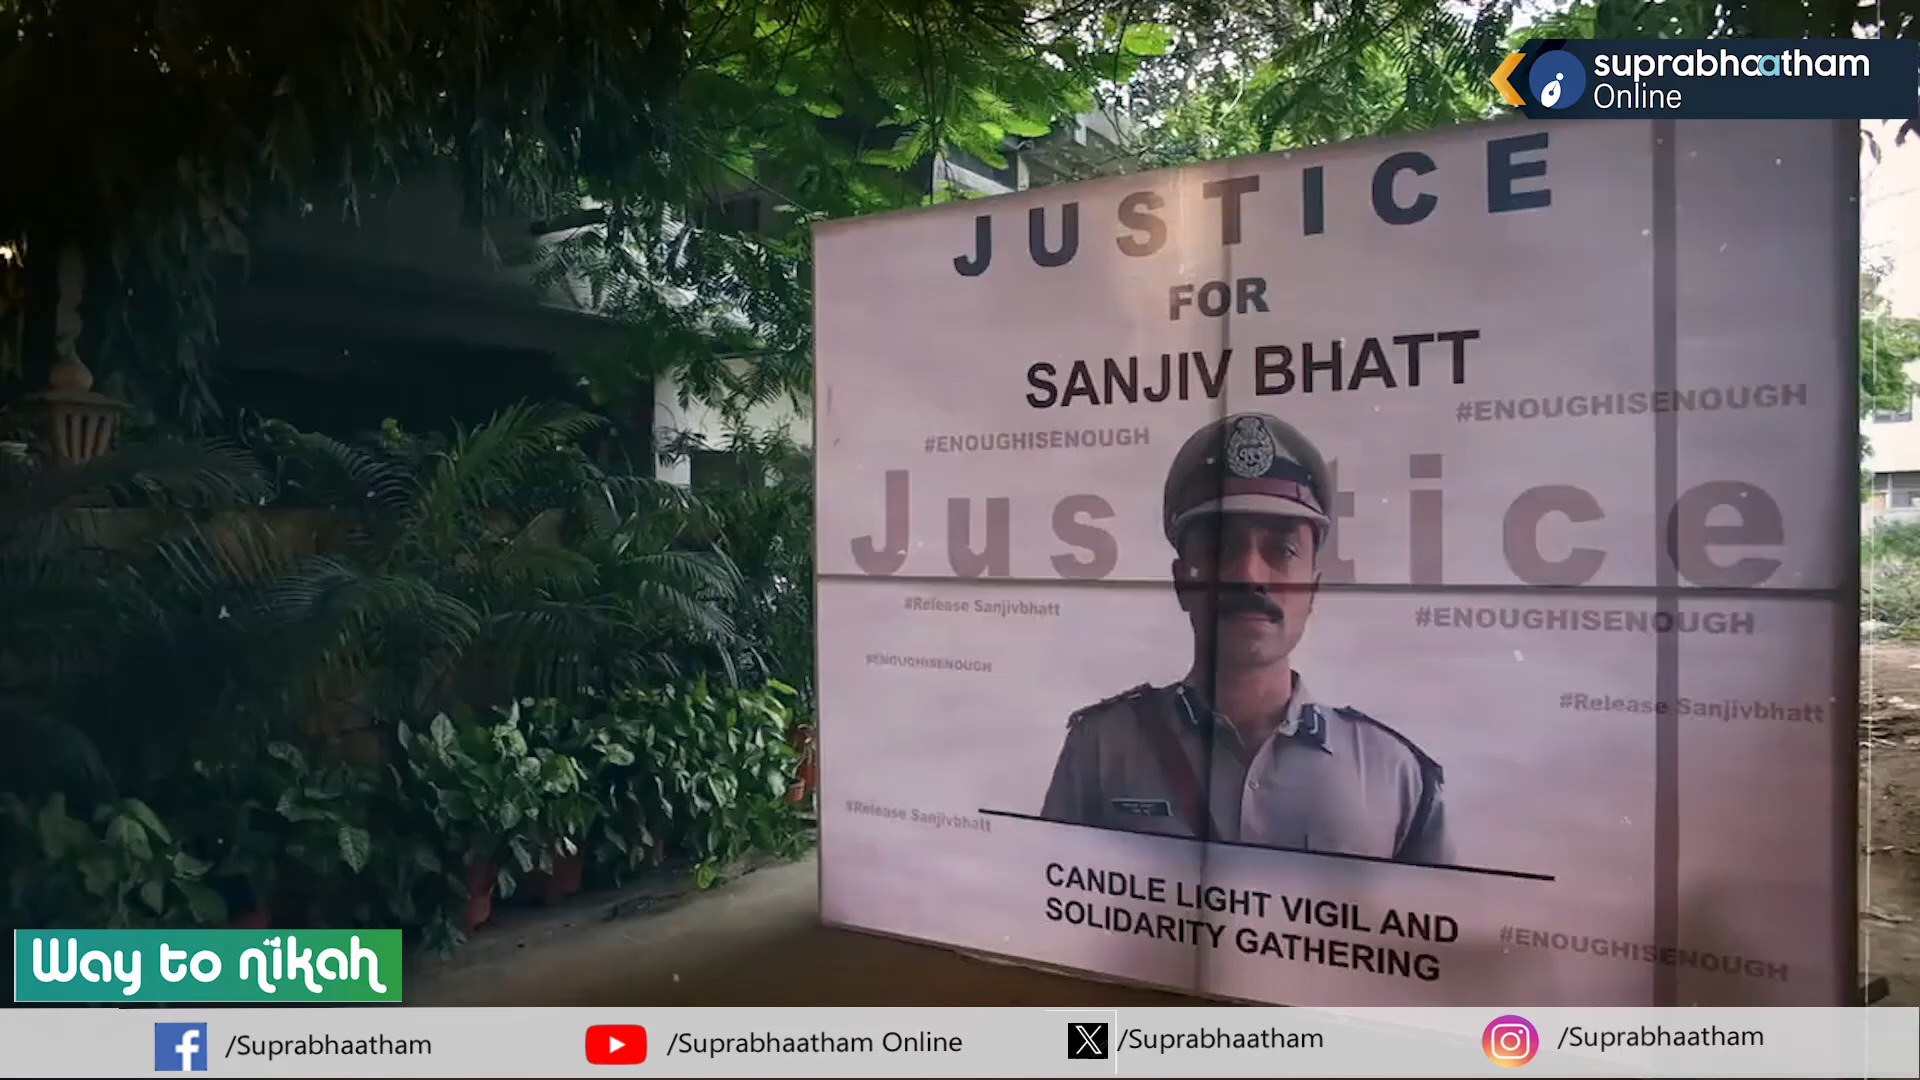 suprabhaatham
Online
JUSTICE
FOR
SANJIV BHATT
#ENOUGHISENOUGH
#ENOUGHISENOUGH
Justice
#Release Sanjivbhatt
#ENOUGHISENOUGH
#ENOUGHISENOUGH
#Release Sanjivbhatt
#Release Sanjivbhatt
CANDLE LIGHT VIGIL AND
SOLIDARITY GATHERING
#ENOUGHISENOUGH
Way to nikah
/Suprabhaatham
/Suprabhaatham Online
/Suprabhaatham
/Suprabhaatham